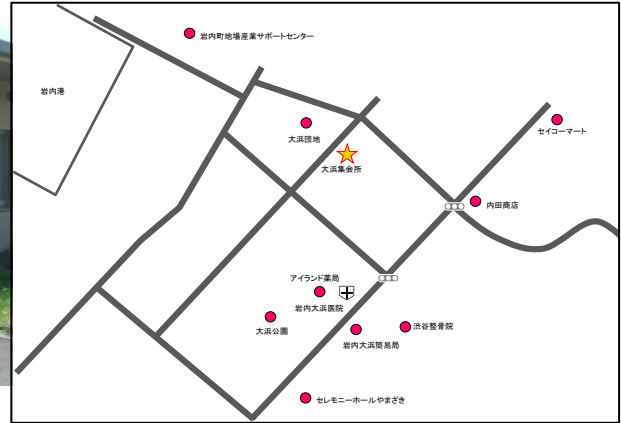 岩内町地場産業サポートセンター
岩内港
セイコーマート
大浜団地
大浜集会所
内田商店
アイランド薬局
岩内大浜医院
大浜公園
渋谷整骨院
岩内大浜簡易局
セレモニーホールやまざき